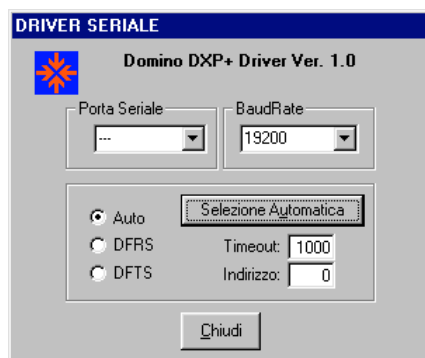 DRIVER SERIALE
Domino DXP+ Driver Ver. 1.0
Porta Seriale BaudRate
--- 19200
Auto Selezione Automatica
DFRS Timeout: 1000
DFTS Indirizzo: 0
Chiudi